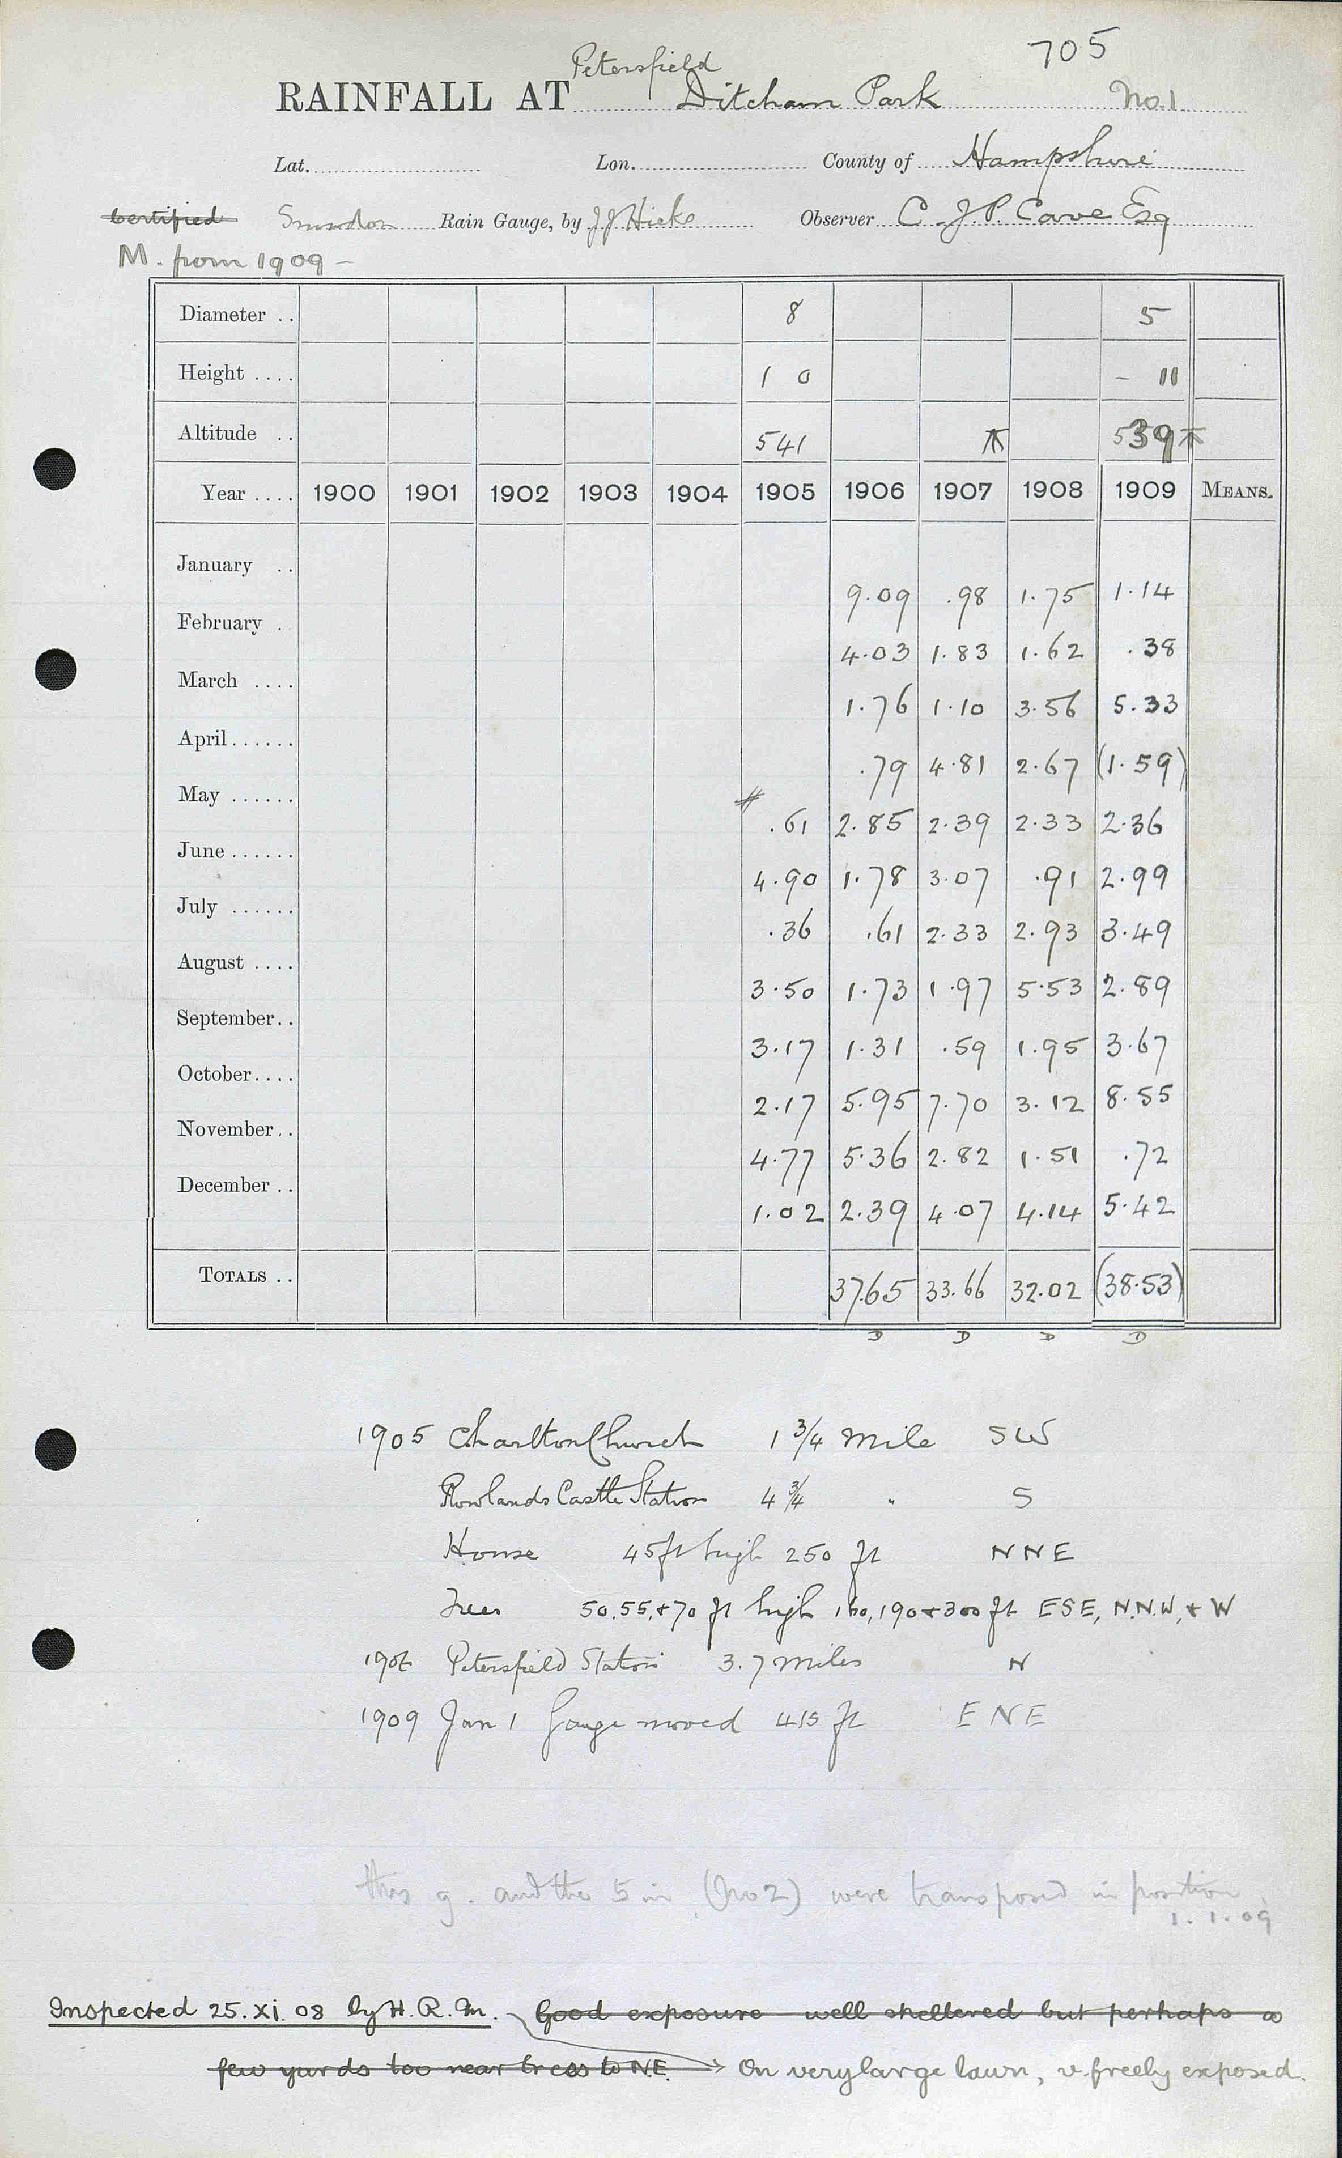 705
Petersfield
RAINFALL AT Ditcham Park No. 1
Lat. Lon. County of Hampshire
Certified Snowdon Rain Gauge, by J J Hicks Observer C. J. P. Cave Esq
M. from 1909 –
Diameter .. 8 5
Height .... 1 0 – 11
Altitude .. 541 539
Year .... 1900 1901 1902 1903 1904 1905 1906 1907 1908 1909 MEANS.
January .. 9.09 .98 1.75 1.14
February . 4.03 1.83 1.62 .38
March .... 1.76 1.10 3.56 5.33
April...... .79 4.81 2.67 (1.59)
May ...... .61 2.85 2.39 2.33 2.36
June...... 4.90 1.78 3.07 .91 2.99
July ...... .36 .61 2.33 2.93 3.49
August .... 3.50 1.73 1.97 5.53 2.89
September.. 3.17 1.31 .59 1.95 3.67
October.... 2.17 5.95 7.70 3.12 8.55
November.. 4.77 5.36 2.82 1.51 .72
December .. 1.02 2.39 4.07 4.14 5.42
TOTALS .. 37.65 33.66 32.02 (38.53)
D D D D
1905 Charlton Church 1 3/4 Mile SW
Rowlands Castle Station 4 3/4 " S
House 45 ft high 250 ft NNE
Trees 50, 55, + 70 ft high 160, 190 + 300 ft ESE, N.N.W, + W
1906 Petersfield Station 3.7 miles N
1909 Jan 1 Gauge moved 415 ft ENE
this g. and the 5 in (No 2) were transposed in position
1.1.09
Inspected 25.XI.08 by H.R.M. Good exposure well sheltered but perhaps a
few yards too near trees to N.E. On very large lawn, v. freely exposed.